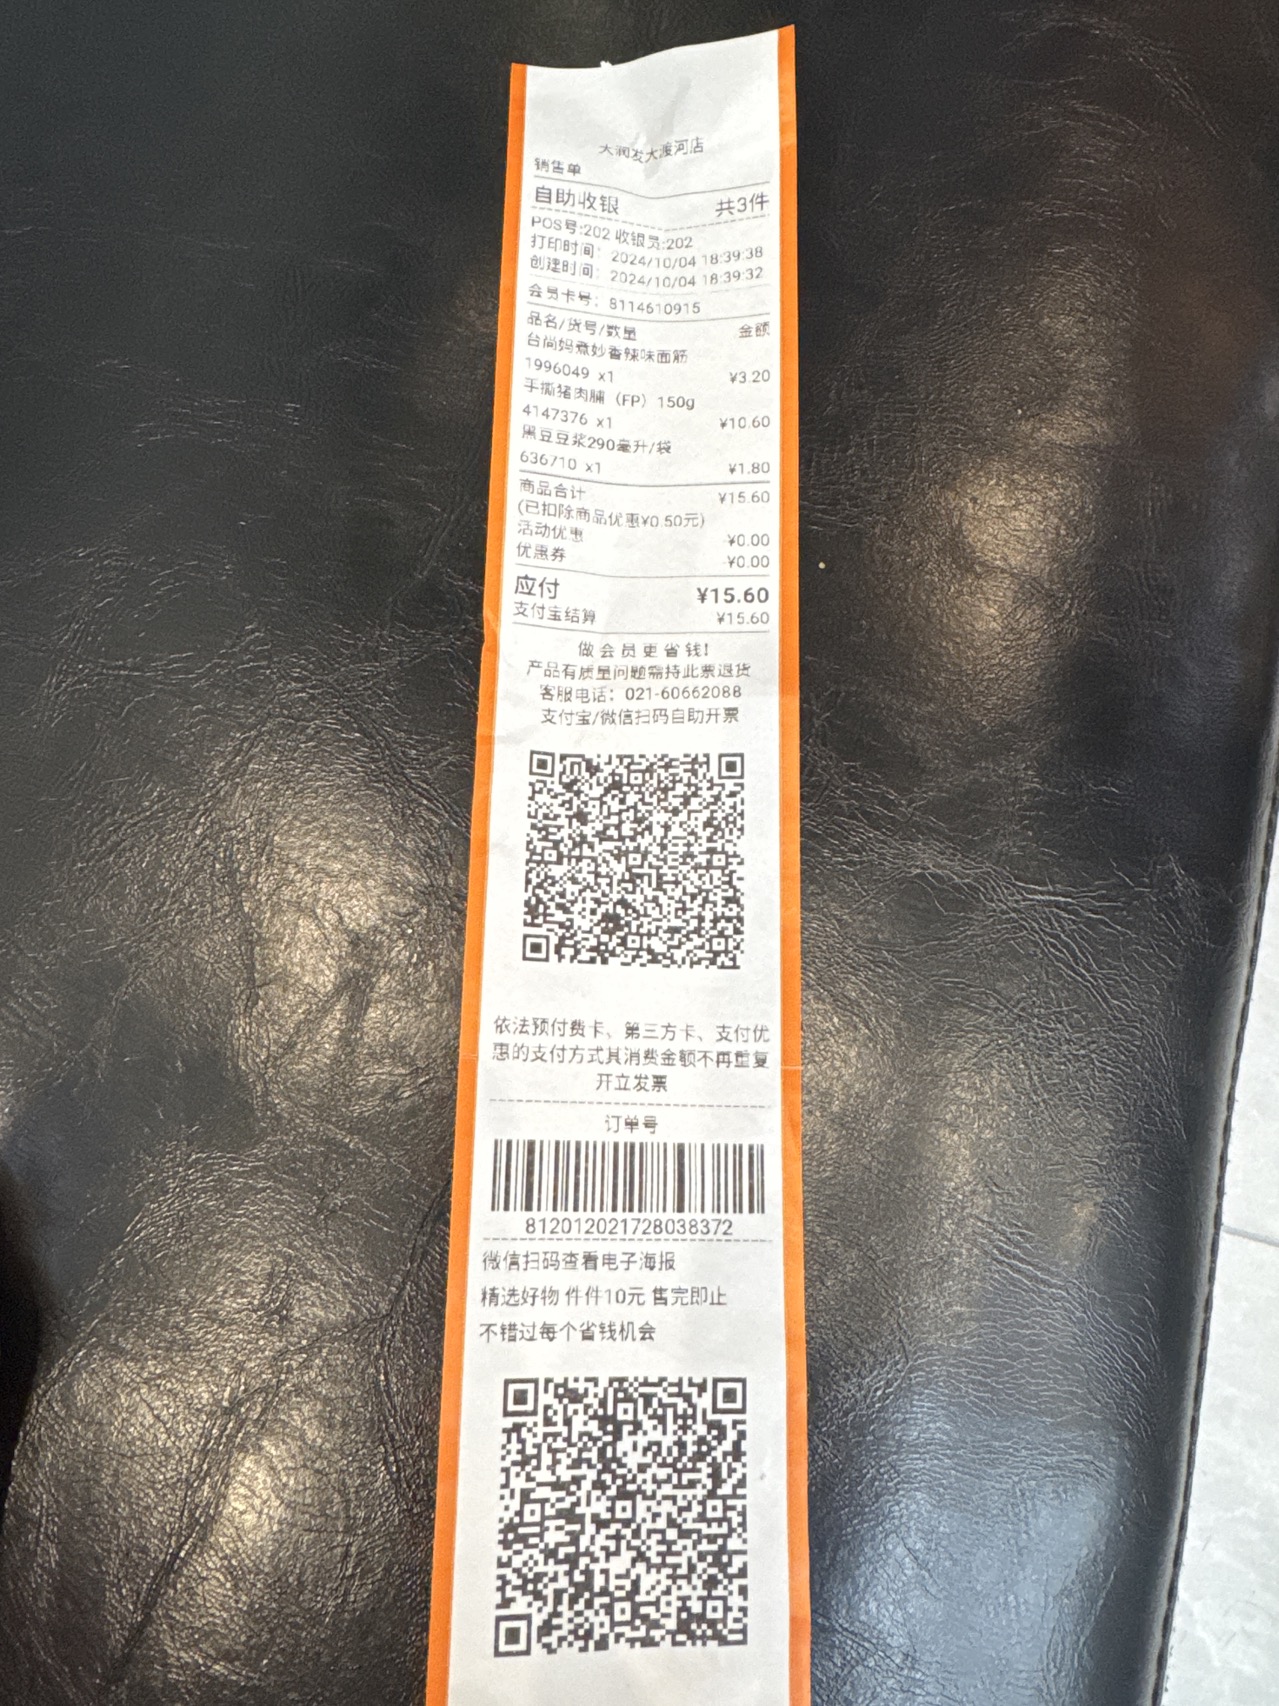 大润发大渡河店
销售单
自助收银 共3件
POS号:202 收银员:202
打印时间: 2024/10/04 18:39:38
创建时间: 2024/10/04 18:39:32
会员卡号: 8114610915
品名/货号/数量 金额
台尚妈煮妙香辣味面筋
1996049 x1 ¥3.20
手撕猪肉脯（FP）150g
4147376 x1 ¥10.60
黑豆豆浆290毫升/袋
636710 x1 ¥1.80
商品合计 ¥15.60
(已扣除商品优惠¥0.50元)
活动优惠 -¥0.00
优惠券 -¥0.00
应付 ¥15.60
支付宝结算 ¥15.60
做会员更省钱!
产品有质量问题需持此票退货
客服电话: 021-60662088
支付宝/微信扫码自助开票
依法预付费卡、第三方卡、支付优
惠的支付方式其消费金额不再重复
开立发票
订单号
812012021728038372
微信扫码查看电子海报
精选好物 件件10元 售完即止
不错过每个省钱机会